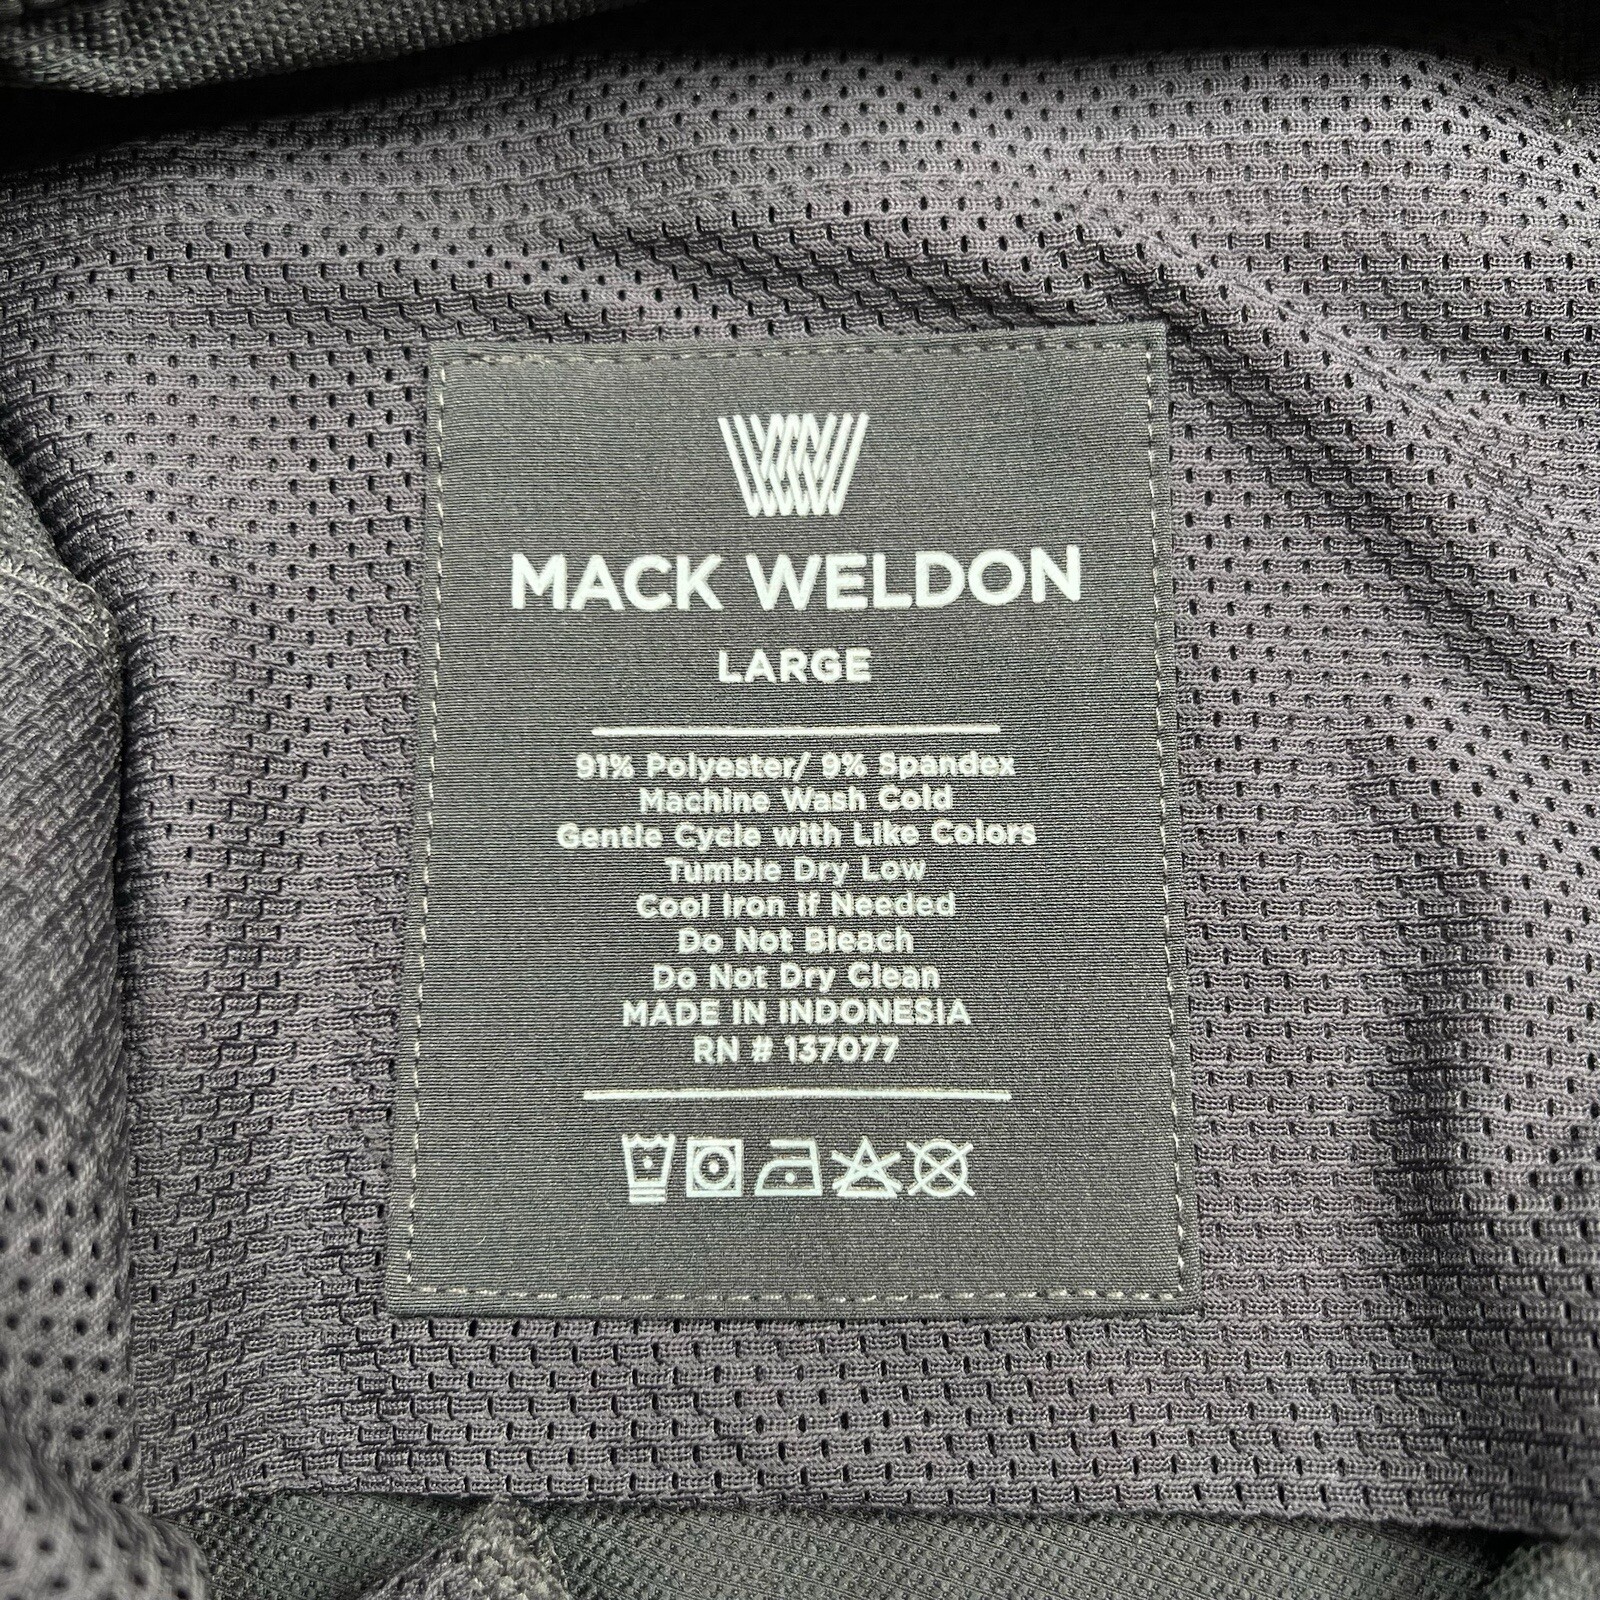 MACK WELDON
LARGE
91% Polyester/ 9% Spandex
Machine Wash Cold
Gentle Cycle with Like Colors
Tumble Dry Low
Cool Iron if Needed
Do Not Bleach
Do Not Dry Clean
MADE IN INDONESIA
RN # 137077